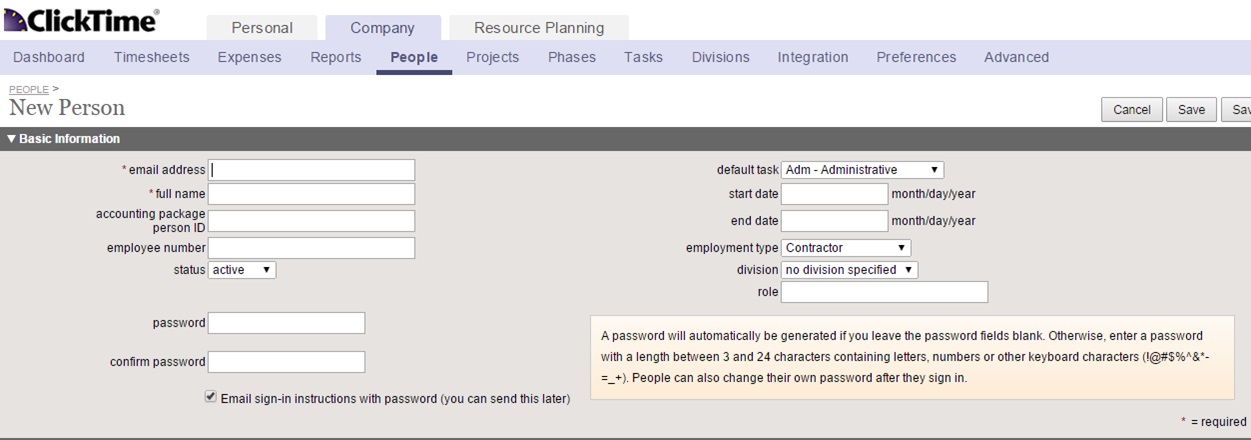 ClickTime®
Personal Company Resource Planning
Dashboard Timesheets Expenses Reports People Projects Phases Tasks Divisions Integration Preferences Advanced
PEOPLE >
New Person
Cancel Save Sav
▼ Basic Information
* email address
* full name
accounting package
person ID
employee number
status active ▼
password
confirm password
Email sign-in instructions with password (you can send this later)
default task Adm - Administrative ▼
start date month/day/year
end date month/day/year
employment type Contractor ▼
division no division specified ▼
role
A password will automatically be generated if you leave the password fields blank. Otherwise, enter a password
with a length between 3 and 24 characters containing letters, numbers or other keyboard characters (!@#$%^&*-
=_+). People can also change their own password after they sign in.
* = required